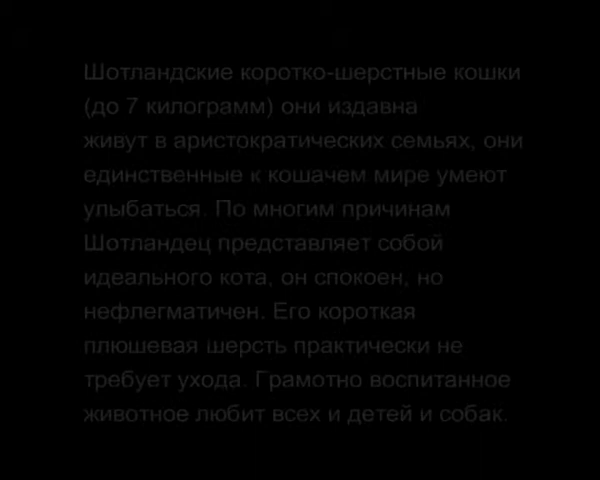 Шотландские коротко-шерстные кошки
(до 7 килограмм) они издавна
живут в аристократических семьях, они
единственные к кошачем мире умеют
улыбаться. По многим причинам
Шотландец представляет собой
идеального кота, он спокоен, но
нефлегматичен. Его короткая
плюшевая шерсть практически не
требует ухода. Грамотно воспитанное
животное любит всех и детей и собак.